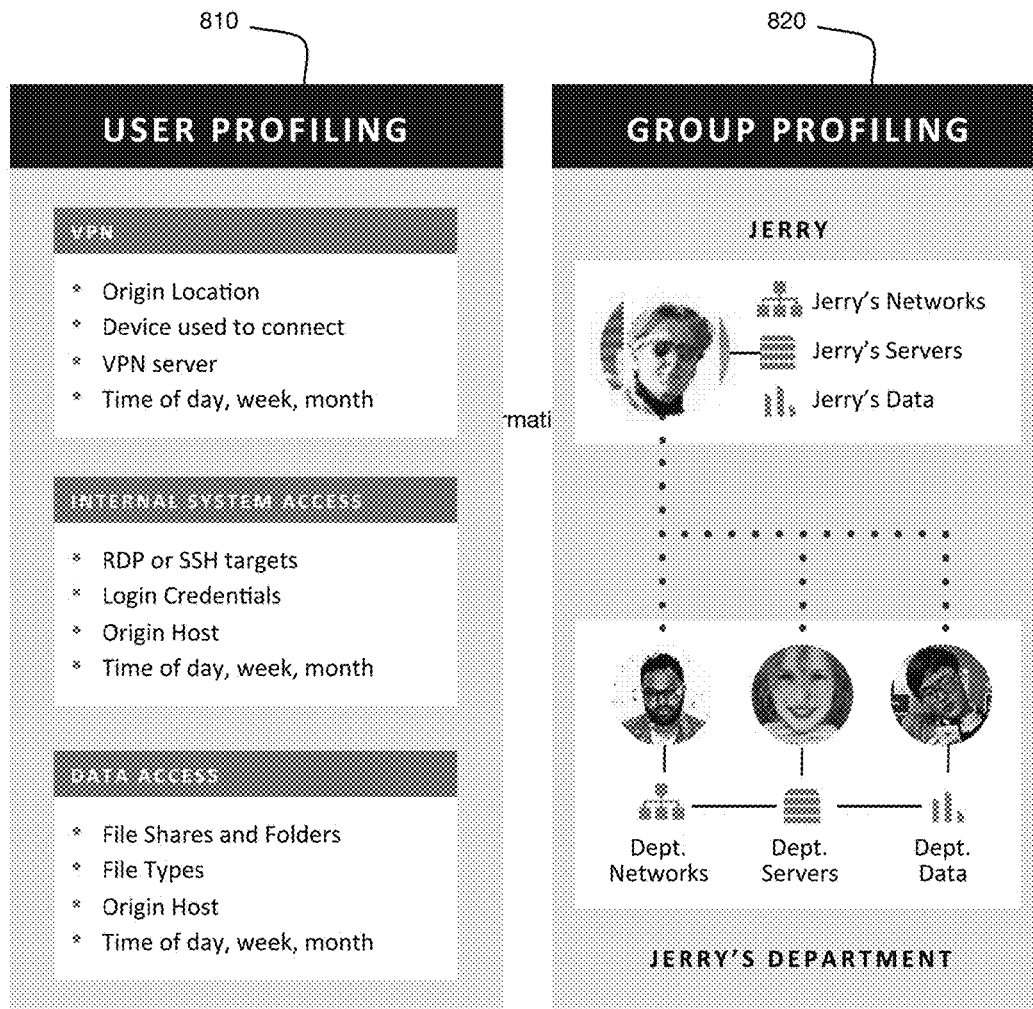 810
820
USER PROFILING
VPN
* Origin Location
* Device used to connect
* VPN server
* Time of day, week, month
INTERNAL SYSTEM ACCESS
* RDP or SSH targets
* Login Credentials
* Origin Host
* Time of day, week, month
DATA ACCESS
* File Shares and Folders
* File Types
* Origin Host
* Time of day, week, month
rmati
GROUP PROFILING
JERRY
Jerry's Networks
Jerry's Servers
Jerry's Data
Dept. Networks
Dept. Servers
Dept. Data
JERRY'S DEPARTMENT